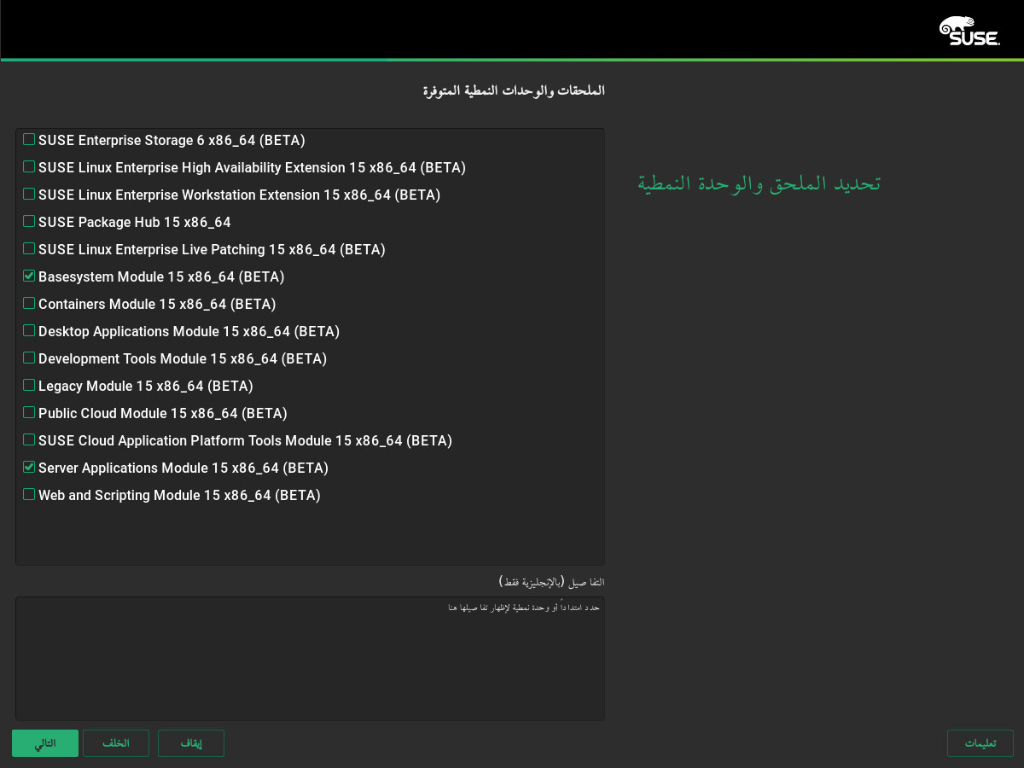 SUSE.
الملحقات والوحدات النمطية المتوفرة
SUSE Enterprise Storage 6 x86_64 (BETA)
SUSE Linux Enterprise High Availability Extension 15 x86_64 (BETA)
SUSE Linux Enterprise Workstation Extension 15 x86_64 (BETA)
SUSE Package Hub 15 x86_64
SUSE Linux Enterprise Live Patching 15 x86_64 (BETA)
Basesystem Module 15 x86_64 (BETA)
Containers Module 15 x86_64 (BETA)
Desktop Applications Module 15 x86_64 (BETA)
Development Tools Module 15 x86_64 (BETA)
Legacy Module 15 x86_64 (BETA)
Public Cloud Module 15 x86_64 (BETA)
SUSE Cloud Application Platform Tools Module 15 x86_64 (BETA)
Server Applications Module 15 x86_64 (BETA)
Web and Scripting Module 15 x86_64 (BETA)
تحديد الملحق والوحدة النمطية
التفاصيل (بالإنجليزية فقط)
حدد امتداداً أو وحدة نمطية لإظهار تفاصيلها هنا
تعليمات
إيقاف
الخلف
التالي